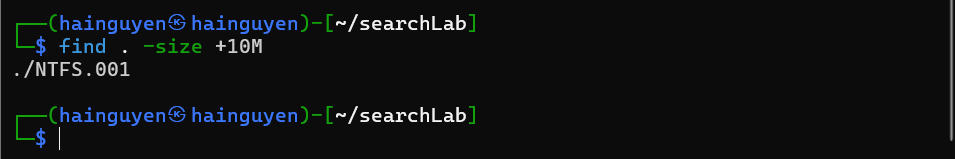 ┌──(hainguyen㉿hainguyen)-[~/searchLab]
└─$ find . -size +10M
./NTFS.001
┌──(hainguyen㉿hainguyen)-[~/searchLab]
└─$